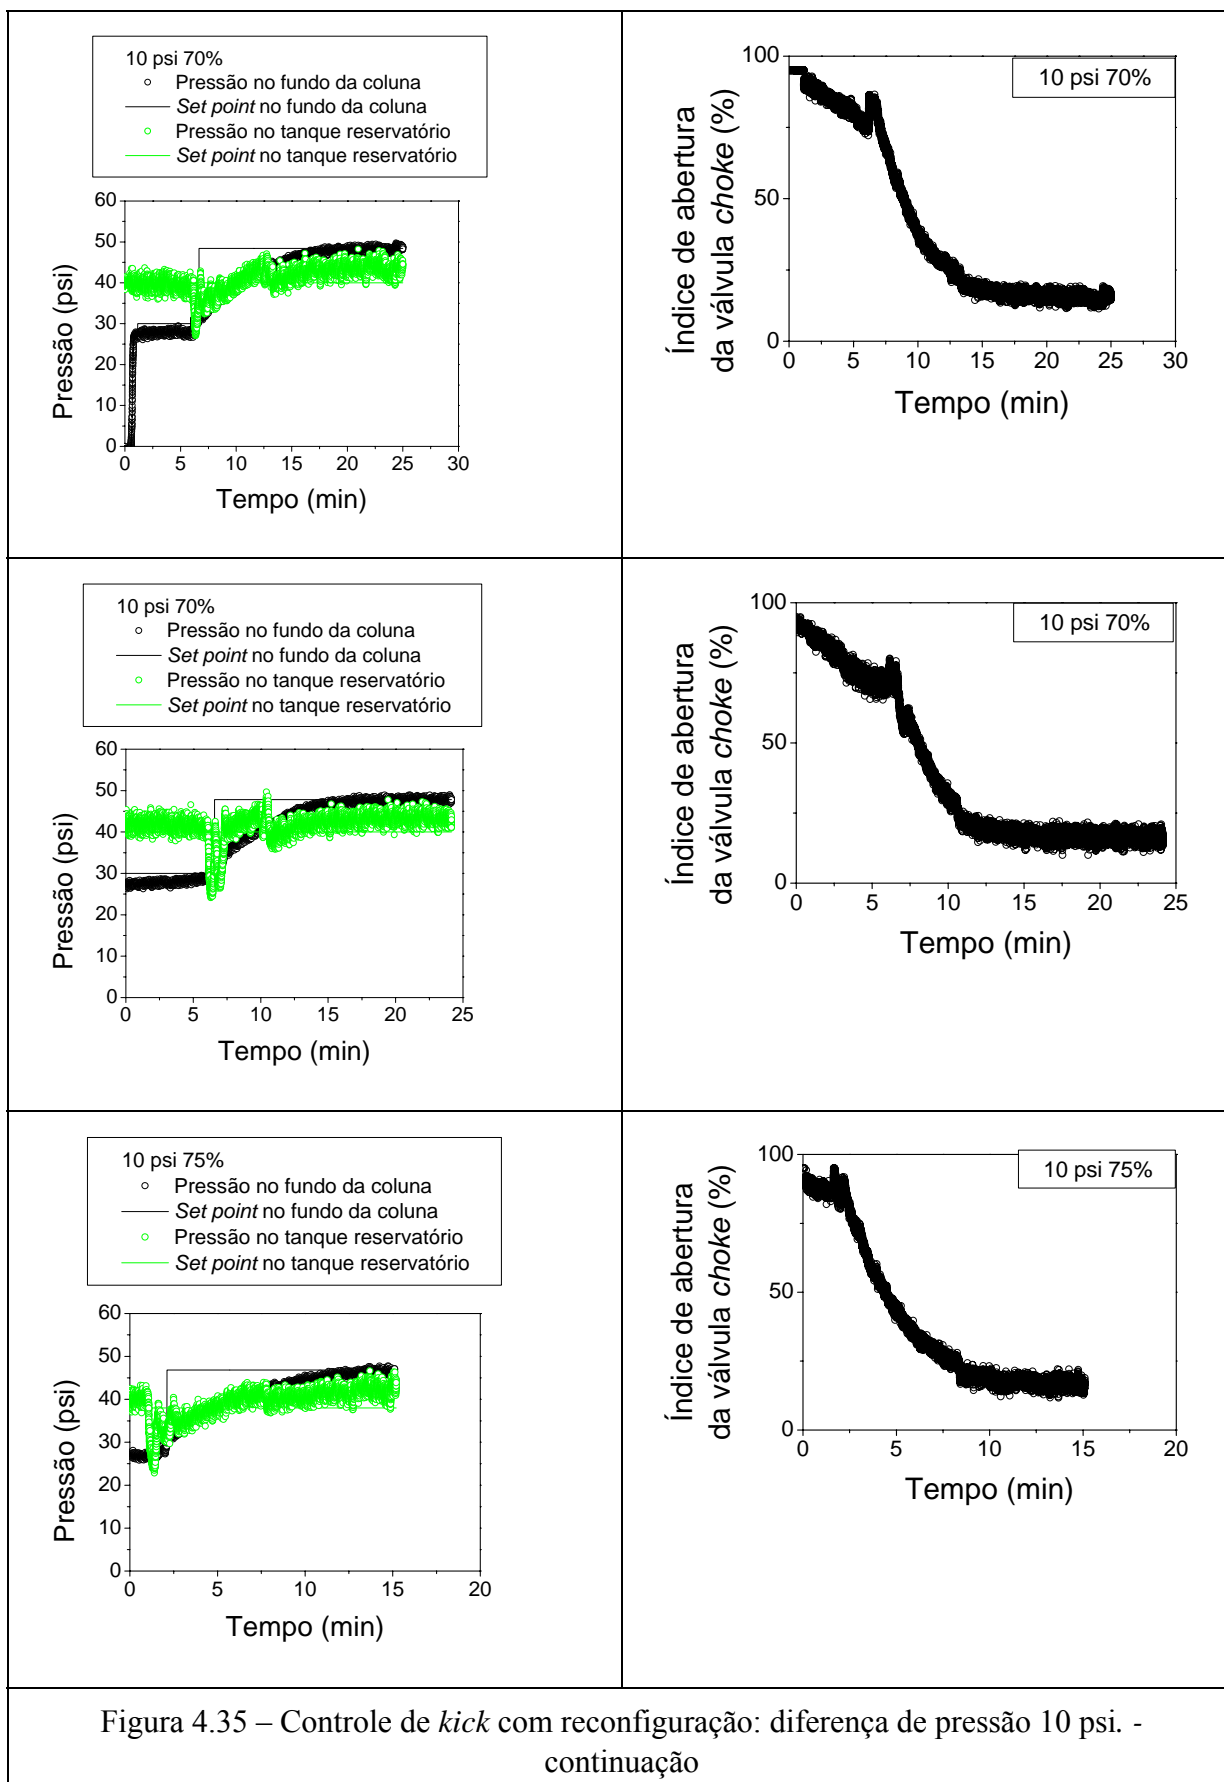 10 psi 70%
Pressão no fundo da coluna
Set point no fundo da coluna
Pressão no tanque reservatório
Set point no tanque reservatório
60
50
40
30
20
10
0
0 5 10 15 20 25 30
Pressão (psi)
Tempo (min)
10 psi 70%
100
50
0
0 5 10 15 20 25 30
Índice de abertura
da válvula choke (%)
Tempo (min)
10 psi 70%
Pressão no fundo da coluna
Set point no fundo da coluna
Pressão no tanque reservatório
Set point no tanque reservatório
60
50
40
30
20
10
0
0 5 10 15 20 25
Pressão (psi)
Tempo (min)
10 psi 70%
100
50
0
0 5 10 15 20 25
Índice de abertura
da válvula choke (%)
Tempo (min)
10 psi 75%
Pressão no fundo da coluna
Set point no fundo da coluna
Pressão no tanque reservatório
Set point no tanque reservatório
60
50
40
30
20
10
0
0 5 10 15 20
Pressão (psi)
Tempo (min)
10 psi 75%
100
50
0
0 5 10 15 20
Índice de abertura
da válvula choke (%)
Tempo (min)
Figura 4.35 – Controle de kick com reconfiguração: diferença de pressão 10 psi. -
continuação